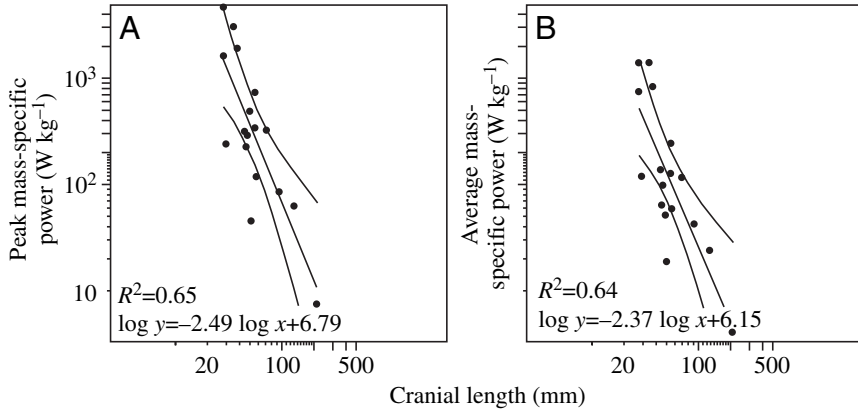 A
Peak mass-specific
power (W kg⁻¹)
10³
10²
10
R²=0.65
log y=–2.49 log x+6.79
20
100
500
B
Average mass-
specific power (W kg⁻¹)
R²=0.64
log y=–2.37 log x+6.15
20
100
500
Cranial length (mm)